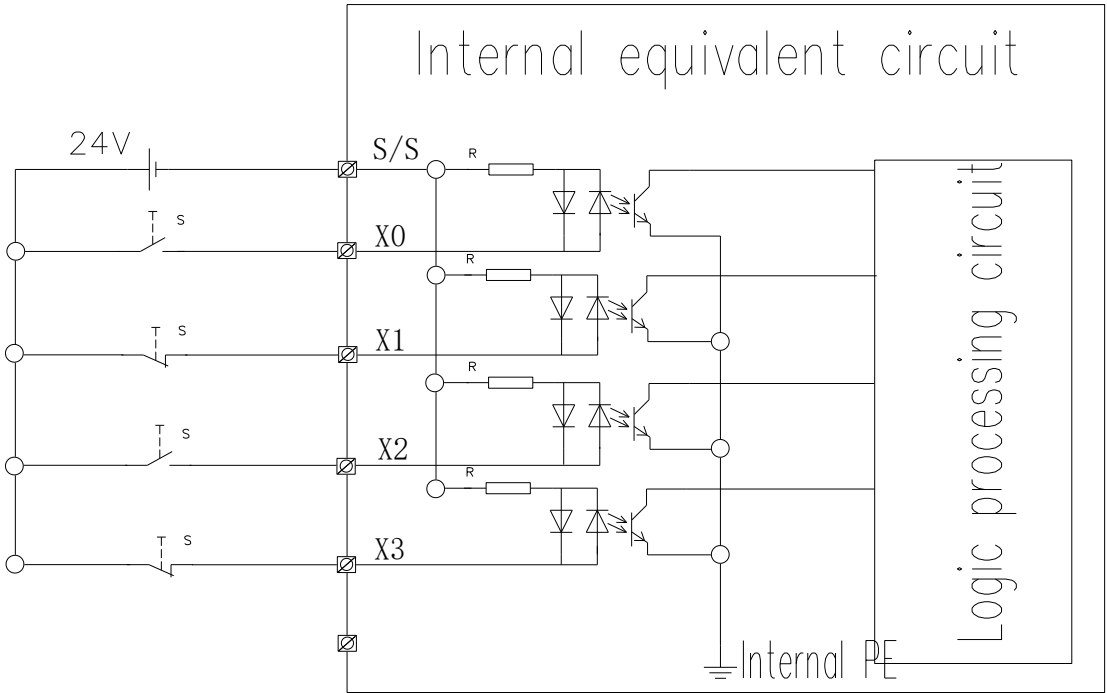 Internal equivalent circuit
24V
S/S
R
T S
X0
R
T S
X1
R
T S
X2
R
T S
X3
Internal PE
Logic processing circuit